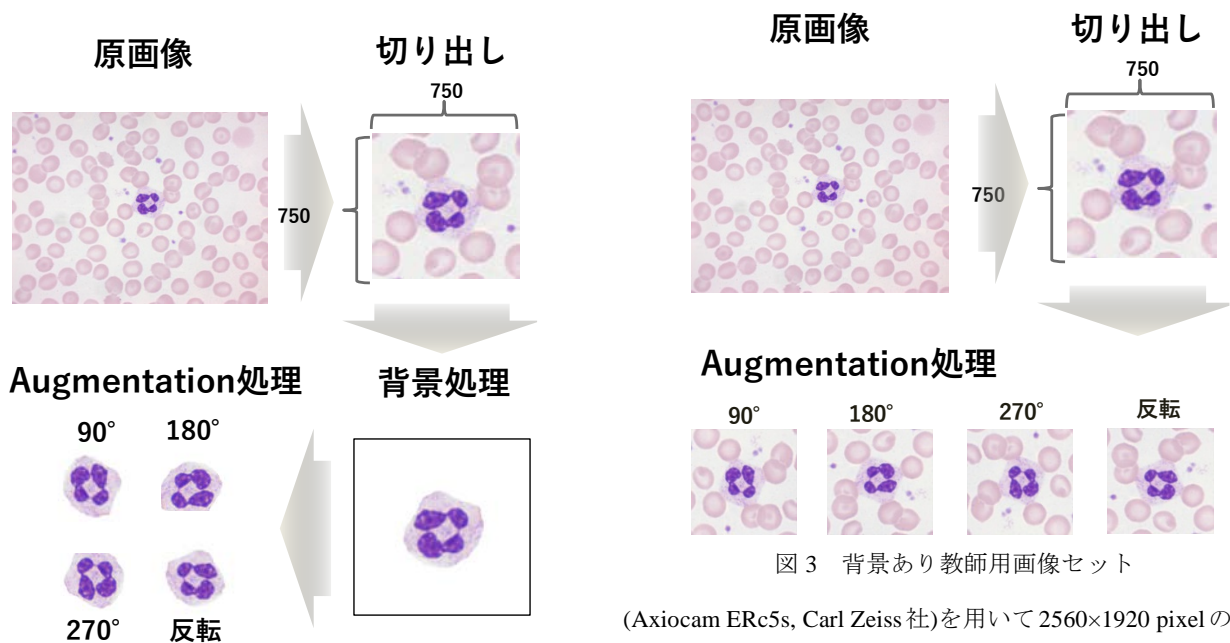 原画像
切り出し
750
750
Augmentation処理
背景処理
90°
180°
270°
反転
原画像
切り出し
750
750
Augmentation処理
90°
180°
270°
反転
図 3　背景あり教師用画像セット
(Axiocam ERc5s, Carl Zeiss 社)を用いて 2560×1920 pixel の